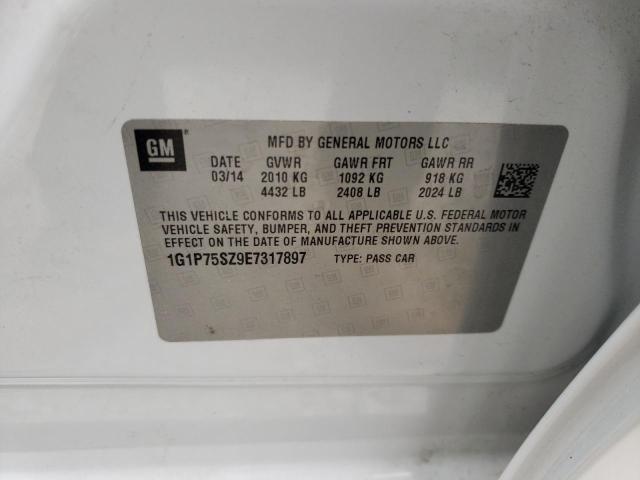 GM
MFD BY GENERAL MOTORS LLC
DATE GVWR GAWR FRT GAWR RR
03/14 2010 KG 1092 KG 918 KG
4432 LB 2408 LB 2024 LB
THIS VEHICLE CONFORMS TO ALL APPLICABLE U.S. FEDERAL MOTOR
VEHICLE SAFETY, BUMPER, AND THEFT PREVENTION STANDARDS IN
EFFECT ON THE DATE OF MANUFACTURE SHOWN ABOVE.
1G1P75SZ9E7317897 TYPE: PASS CAR